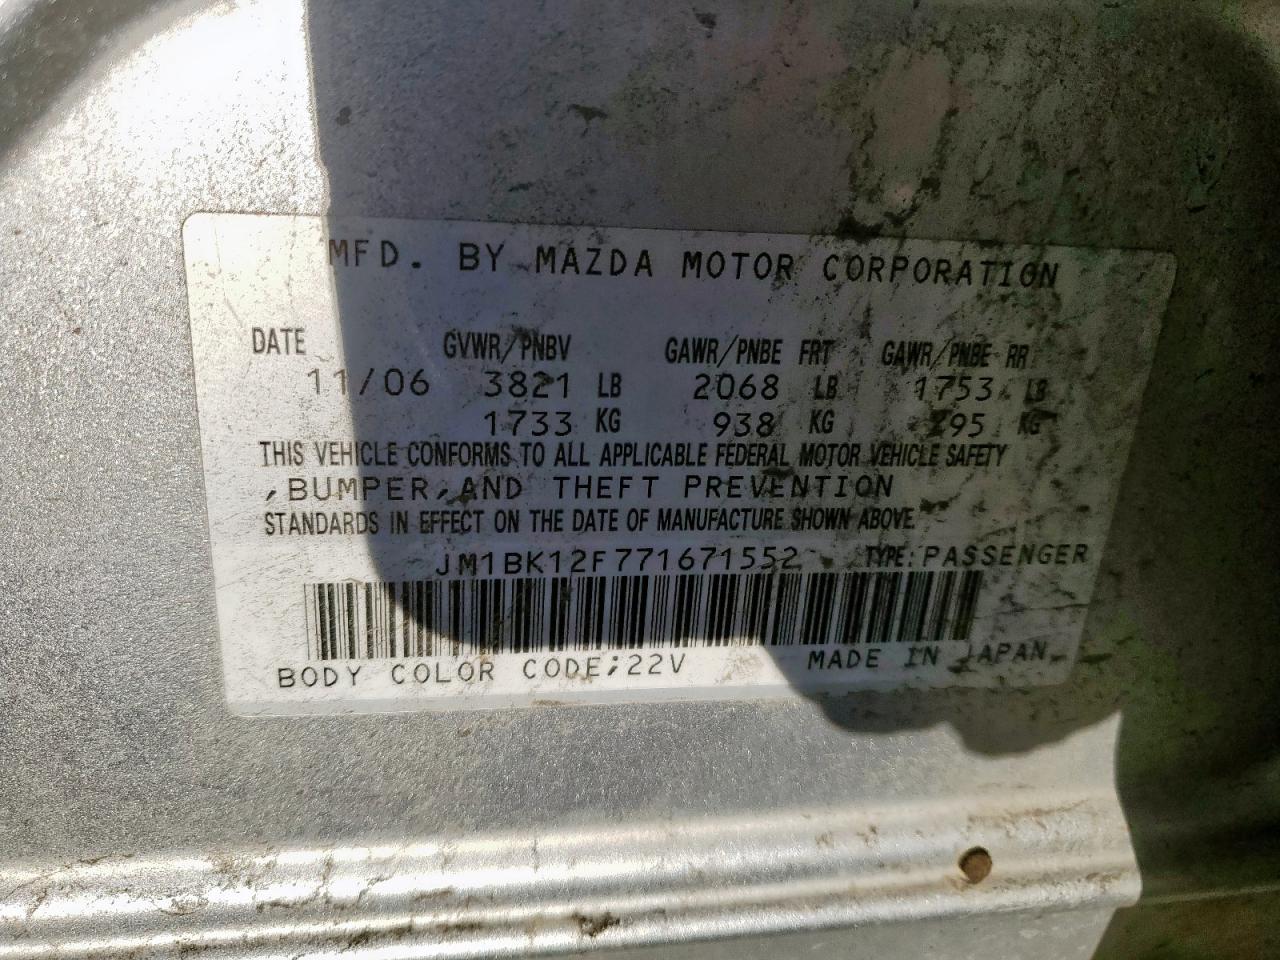 MFD. BY MAZDA MOTOR CORPORATION
DATE GVWR/PNBV GAWR/PNBE FRT GAWR/PNBE RR
11/06 3821 LB 2068 LB 1753 LB
1733 KG 938 KG 795 KG
THIS VEHICLE CONFORMS TO ALL APPLICABLE FEDERAL MOTOR VEHICLE SAFETY
,BUMPER,AND THEFT PREVENTION
STANDARDS IN EFFECT ON THE DATE OF MANUFACTURE SHOWN ABOVE.
JM1BK12F771671552 TYPE:PASSENGER
BODY COLOR CODE;22V MADE IN JAPAN